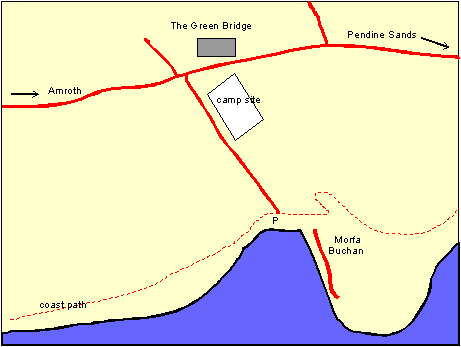 The Green Bridge
Pendine Sands
Amroth
camp site
P
Morfa
Buchan
coast path